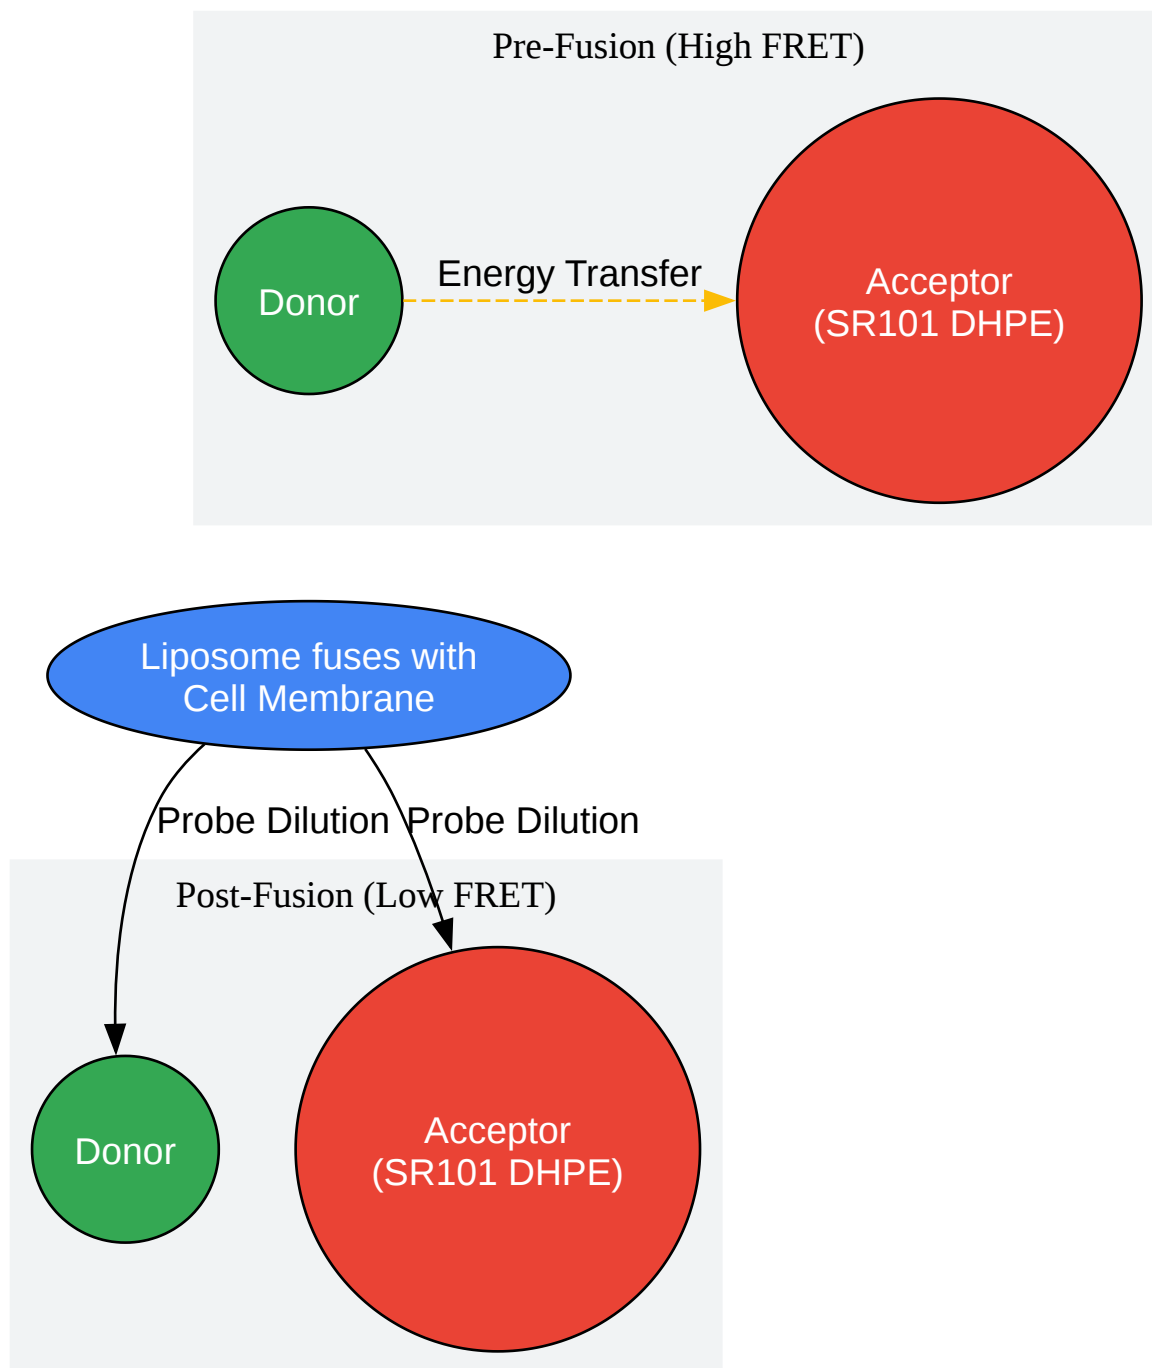 Pre-Fusion (High FRET)
Energy Transfer
Donor
Acceptor
(SR101 DHPE)
Liposome fuses with
Cell Membrane
Probe Dilution
Probe Dilution
Post-Fusion (Low FRET)
Donor
Acceptor
(SR101 DHPE)